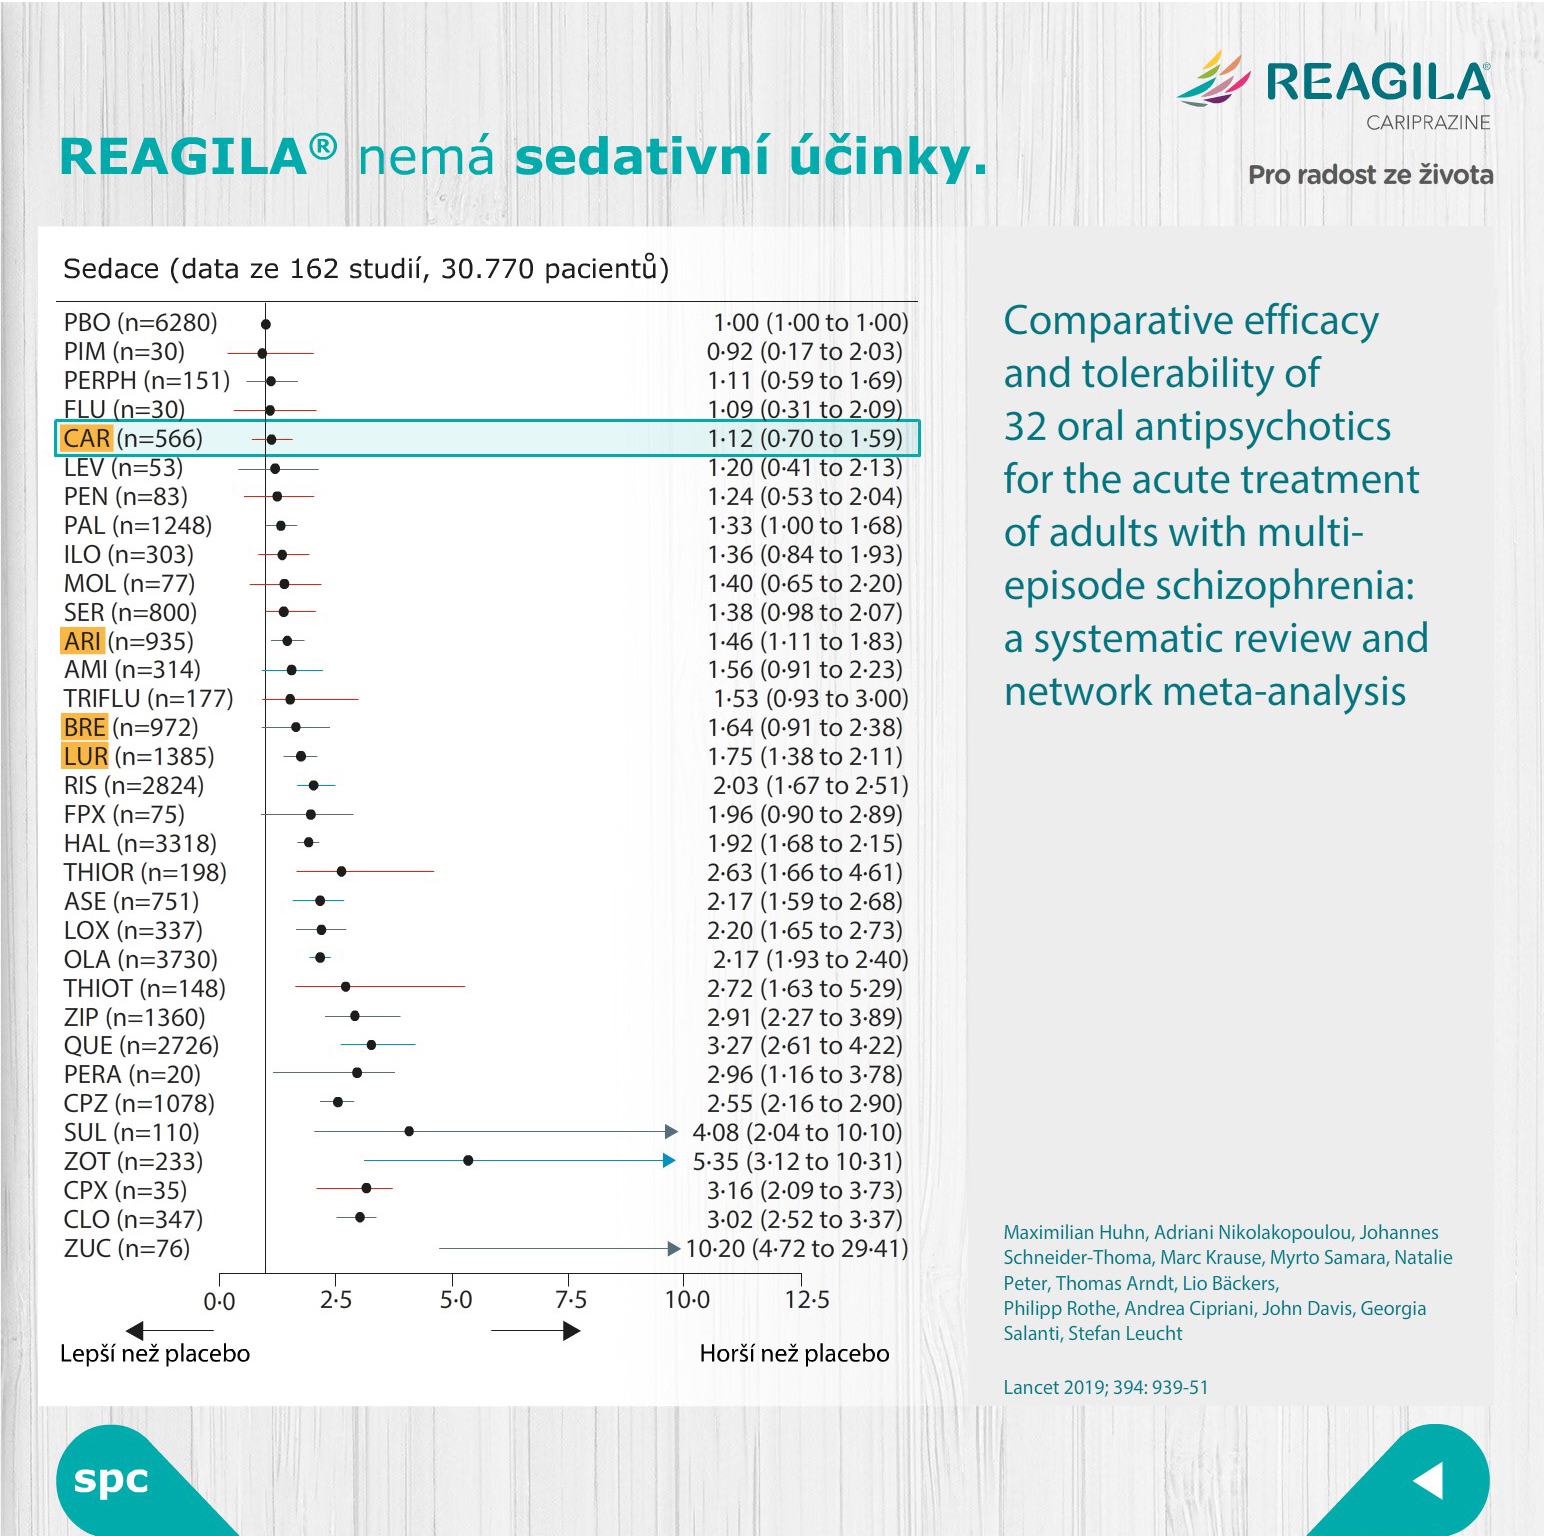 REAGILA®
CARIPRAZINE
Pro radost ze života
REAGILA® nemá sedativní účinky.
Sedace (data ze 162 studií, 30.770 pacientů)
PBO (n=6280) 1·00 (1·00 to 1·00)
PIM (n=30) 0·92 (0·17 to 2·03)
PERPH (n=151) 1·11 (0·59 to 1·69)
FLU (n=30) 1·09 (0·31 to 2·09)
CAR (n=566) 1·12 (0·70 to 1·59)
LEV (n=53) 1·20 (0·41 to 2·13)
PEN (n=83) 1·24 (0·53 to 2·04)
PAL (n=1248) 1·33 (1·00 to 1·68)
ILO (n=303) 1·36 (0·84 to 1·93)
MOL (n=77) 1·40 (0·65 to 2·20)
SER (n=800) 1·38 (0·98 to 2·07)
ARI (n=935) 1·46 (1·11 to 1·83)
AMI (n=314) 1·56 (0·91 to 2·23)
TRIFLU (n=177) 1·53 (0·93 to 3·00)
BRE (n=972) 1·64 (0·91 to 2·38)
LUR (n=1385) 1·75 (1·38 to 2·11)
RIS (n=2824) 2·03 (1·67 to 2·51)
FPX (n=75) 1·96 (0·90 to 2·89)
HAL (n=3318) 1·92 (1·68 to 2·15)
THIOR (n=198) 2·63 (1·66 to 4·61)
ASE (n=751) 2·17 (1·59 to 2·68)
LOX (n=337) 2·20 (1·65 to 2·73)
OLA (n=3730) 2·17 (1·93 to 2·40)
THIOT (n=148) 2·72 (1·63 to 5·29)
ZIP (n=1360) 2·91 (2·27 to 3·89)
QUE (n=2726) 3·27 (2·61 to 4·22)
PERA (n=20) 2·96 (1·16 to 3·78)
CPZ (n=1078) 2·55 (2·16 to 2·90)
SUL (n=110) 4·08 (2·04 to 10·10)
ZOT (n=233) 5·35 (3·12 to 10·31)
CPX (n=35) 3·16 (2·09 to 3·73)
CLO (n=347) 3·02 (2·52 to 3·37)
ZUC (n=76) 10·20 (4·72 to 29·41)
0·0 2·5 5·0 7·5 10·0 12·5
Lepší než placebo Horší než placebo
Comparative efficacy
and tolerability of
32 oral antipsychotics
for the acute treatment
of adults with multi-
episode schizophrenia:
a systematic review and
network meta-analysis
Maximilian Huhn, Adriani Nikolakopoulou, Johannes
Schneider-Thoma, Marc Krause, Myrto Samara, Natalie
Peter, Thomas Arndt, Lio Bäckers,
Philipp Rothe, Andrea Cipriani, John Davis, Georgia
Salanti, Stefan Leucht
Lancet 2019; 394: 939-51
spc